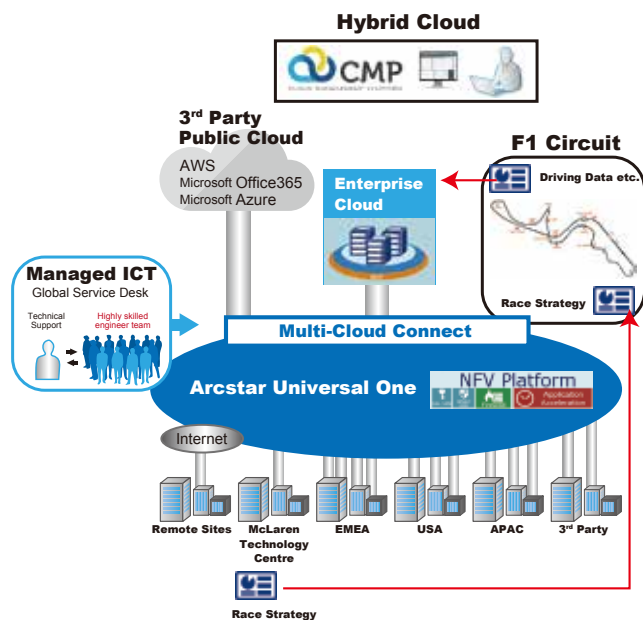 Hybrid Cloud
CMP
3rd Party
Public Cloud
AWS
Microsoft Office365
Microsoft Azure
Enterprise
Cloud
F1 Circuit
Driving Data etc.
Race Strategy
Managed ICT
Global Service Desk
Technical
Support
Highly skilled
engineer team
Multi-Cloud Connect
Arcstar Universal One
NFV Platform
Application
Acceleration
Internet
Remote Sites
McLaren
Technology
Centre
EMEA
USA
APAC
3rd Party
Race Strategy